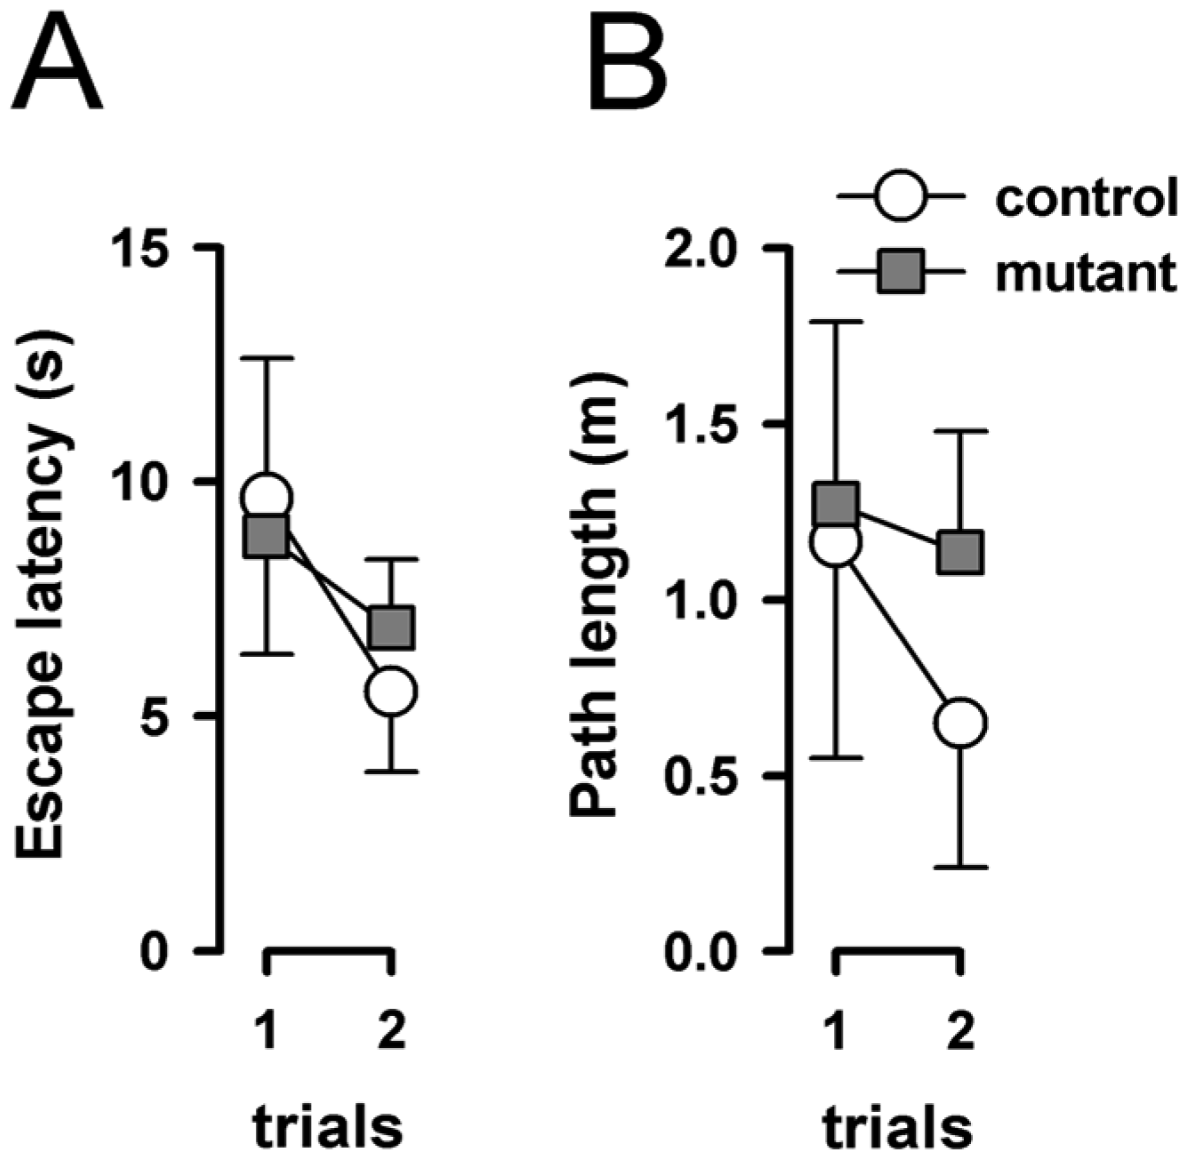 A
B
control
mutant
Escape latency (s)
15
10
5
0
1 2
trials
Path length (m)
2.0
1.5
1.0
0.5
0.0
1 2
trials